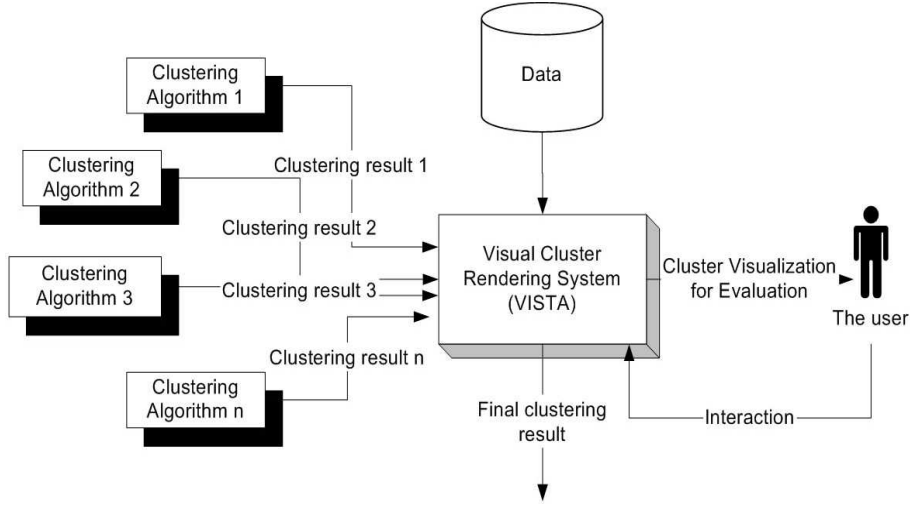 Clustering
Algorithm 1
Data
Clustering result 1
Clustering
Algorithm 2
Clustering result 2
Visual Cluster
Rendering System
(VISTA)
Cluster Visualization
for Evaluation
Clustering
Algorithm 3
Clustering result 3
The user
Clustering result n
Clustering
Algorithm n
Final clustering
result
Interaction